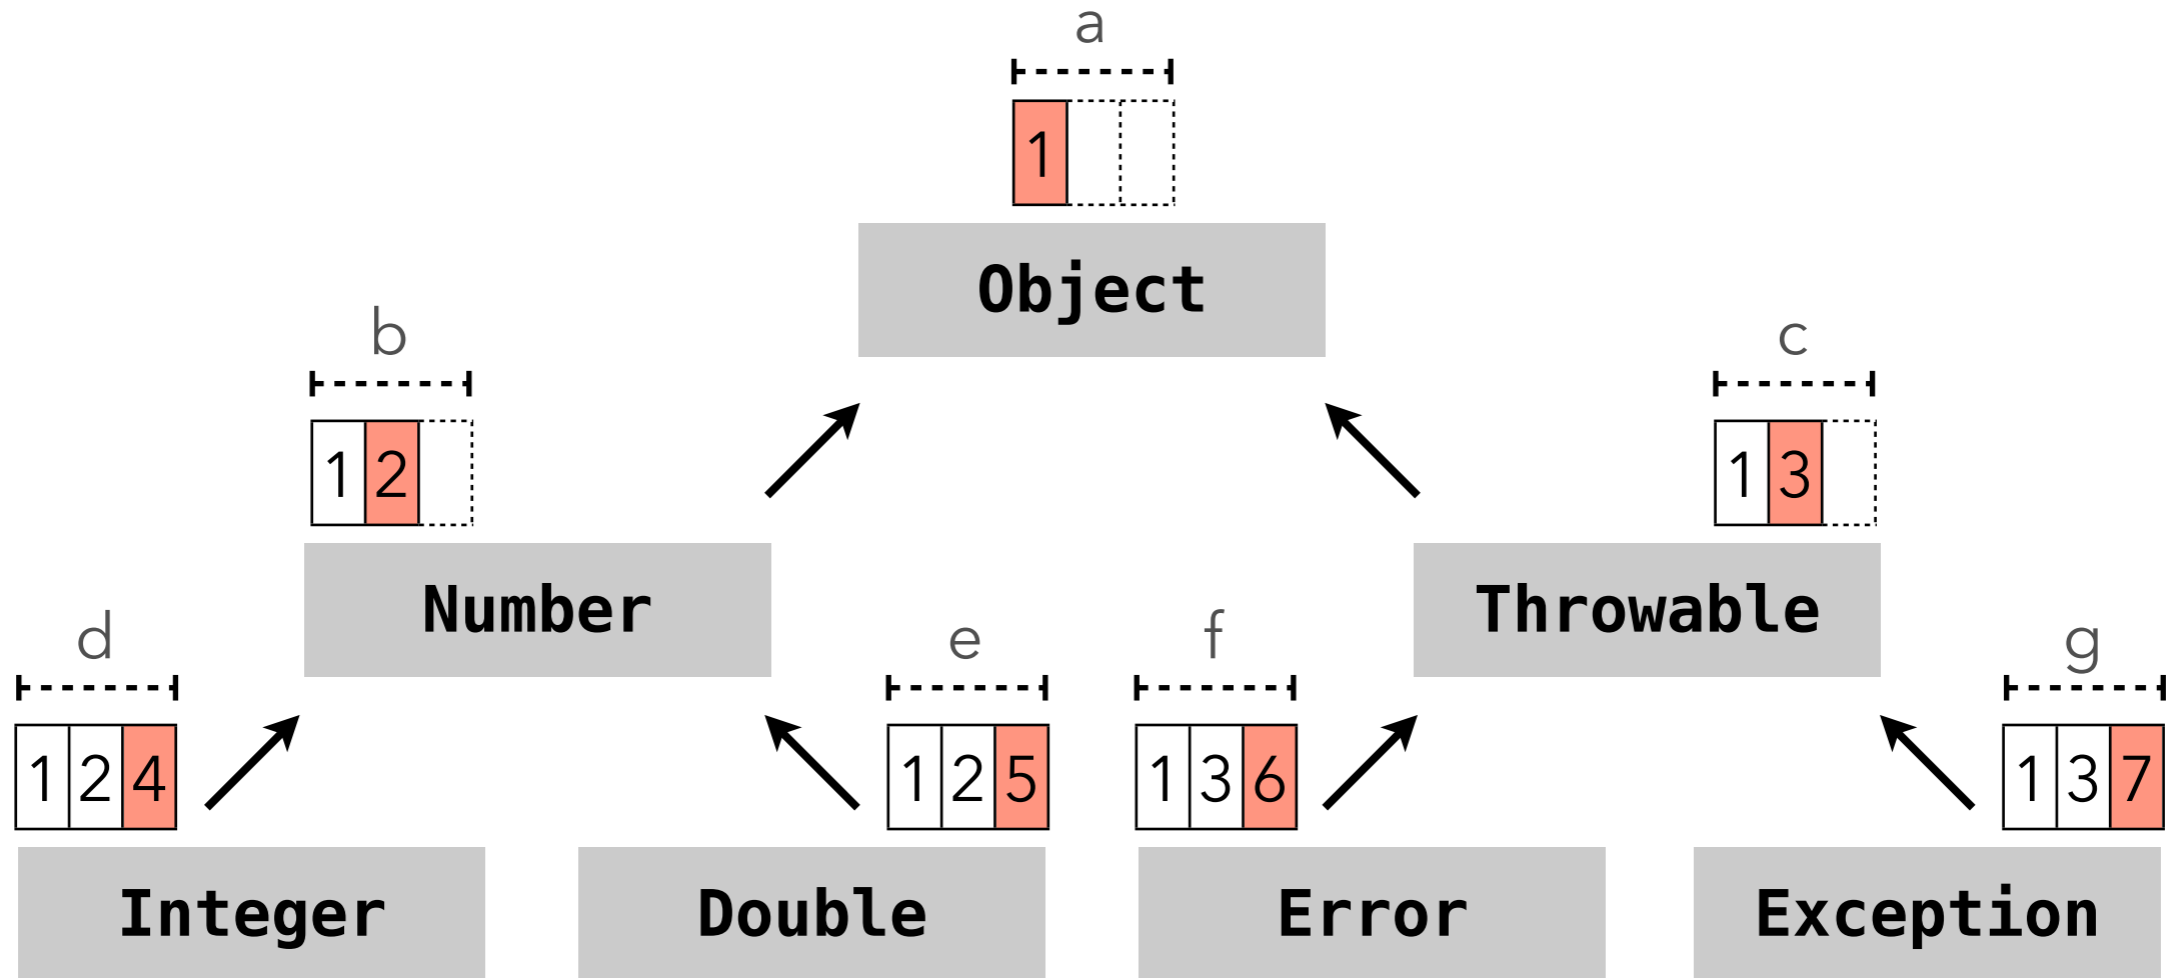 a
1
Object
b
1 2
Number
c
1 3
Throwable
d
1 2 4
Integer
e
1 2 5
Double
f
1 3 6
Error
g
1 3 7
Exception